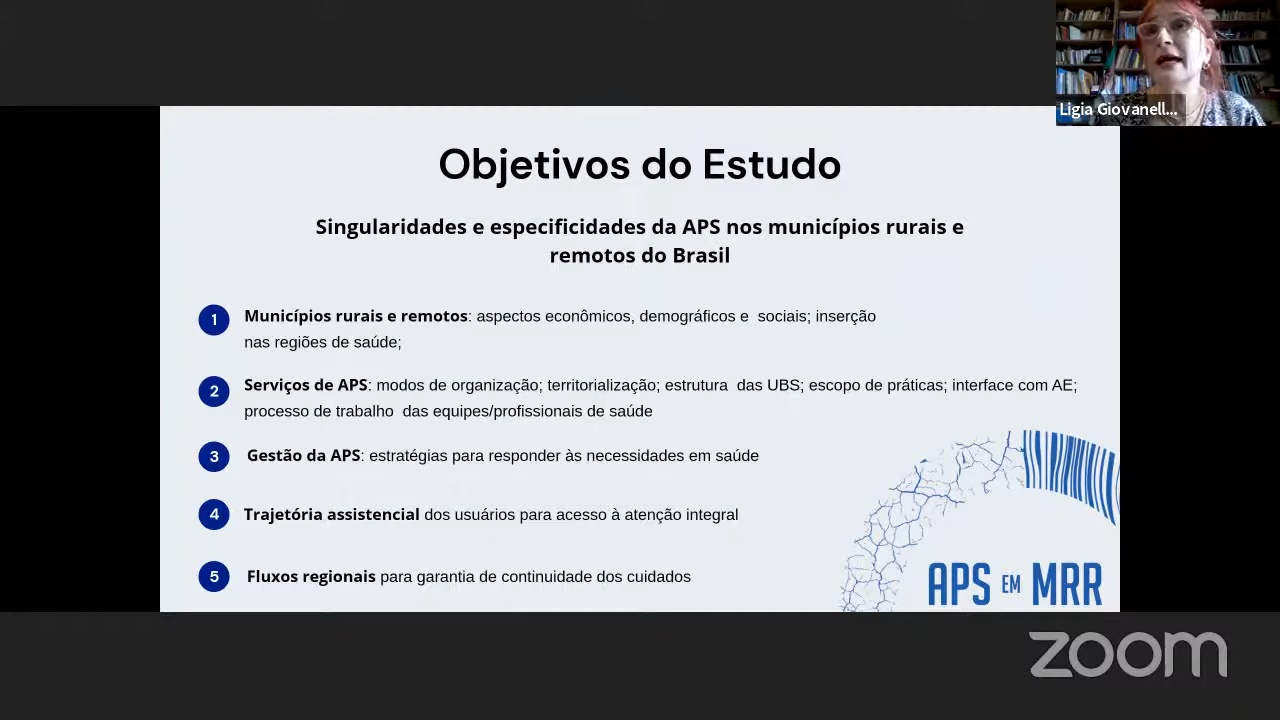 Ligia Giovanell...
Objetivos do Estudo
Singularidades e especificidades da APS nos municípios rurais e
remotos do Brasil
1 Municípios rurais e remotos: aspectos econômicos, demográficos e sociais; inserção
nas regiões de saúde;
2 Serviços de APS: modos de organização; territorialização; estrutura das UBS; escopo de práticas; interface com AE;
processo de trabalho das equipes/profissionais de saúde
3 Gestão da APS: estratégias para responder às necessidades em saúde
4 Trajetória assistencial dos usuários para acesso à atenção integral
5 Fluxos regionais para garantia de continuidade dos cuidados
APS EM MRR
zoom